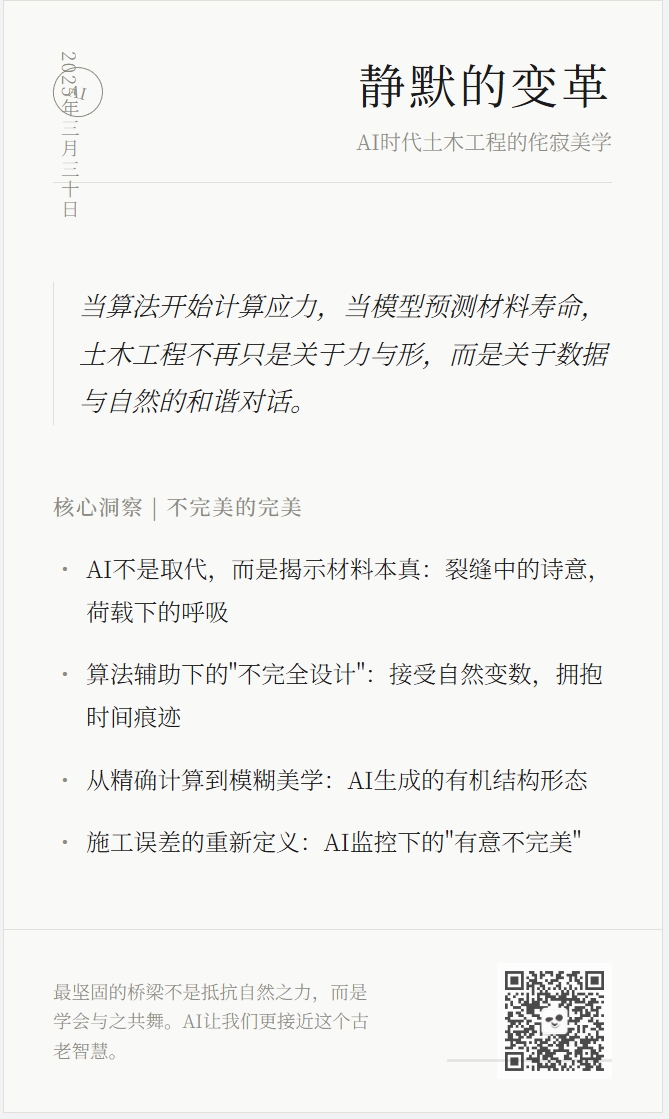 2025年三月三十日
AI
静默的变革
AI时代土木工程的侘寂美学
当算法开始计算应力，当模型预测材料寿命，
土木工程不再只是关于力与形，而是关于数据
与自然的和谐对话。
核心洞察 | 不完美的完美
· AI不是取代，而是揭示材料本真：裂缝中的诗意，
荷载下的呼吸
· 算法辅助下的"不完全设计"：接受自然变数，拥抱
时间痕迹
· 从精确计算到模糊美学：AI生成的有机结构形态
· 施工误差的重新定义：AI监控下的"有意不完美"
最坚固的桥梁不是抵抗自然之力，而是
学会与之共舞。AI让我们更接近这个古
老智慧。